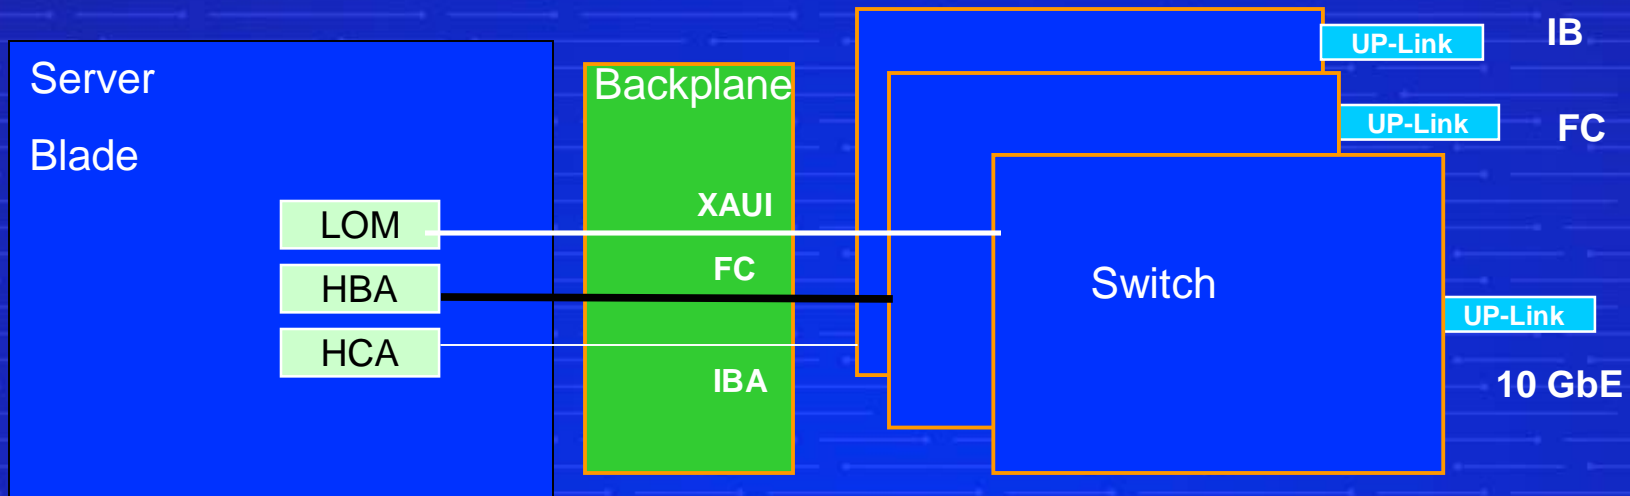 Server
Blade
LOM
HBA
HCA
Backplane
XAUI
FC
IBA
UP-Link
IB
UP-Link
FC
Switch
UP-Link
10 GbE